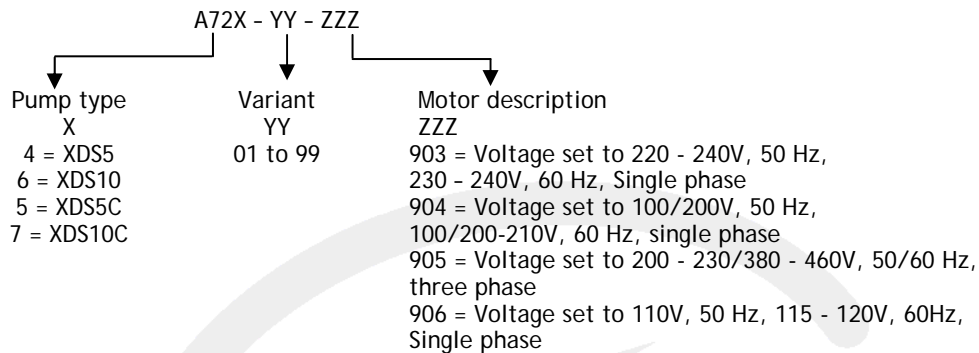 A72X - YY - ZZZ
Pump type
X
4 = XDS5
6 = XDS10
5 = XDS5C
7 = XDS10C
Variant
YY
01 to 99
Motor description
ZZZ
903 = Voltage set to 220 - 240V, 50 Hz,
230 - 240V, 60 Hz, Single phase
904 = Voltage set to 100/200V, 50 Hz,
100/200-210V, 60 Hz, single phase
905 = Voltage set to 200 - 230/380 - 460V, 50/60 Hz,
three phase
906 = Voltage set to 110V, 50 Hz, 115 - 120V, 60Hz,
Single phase